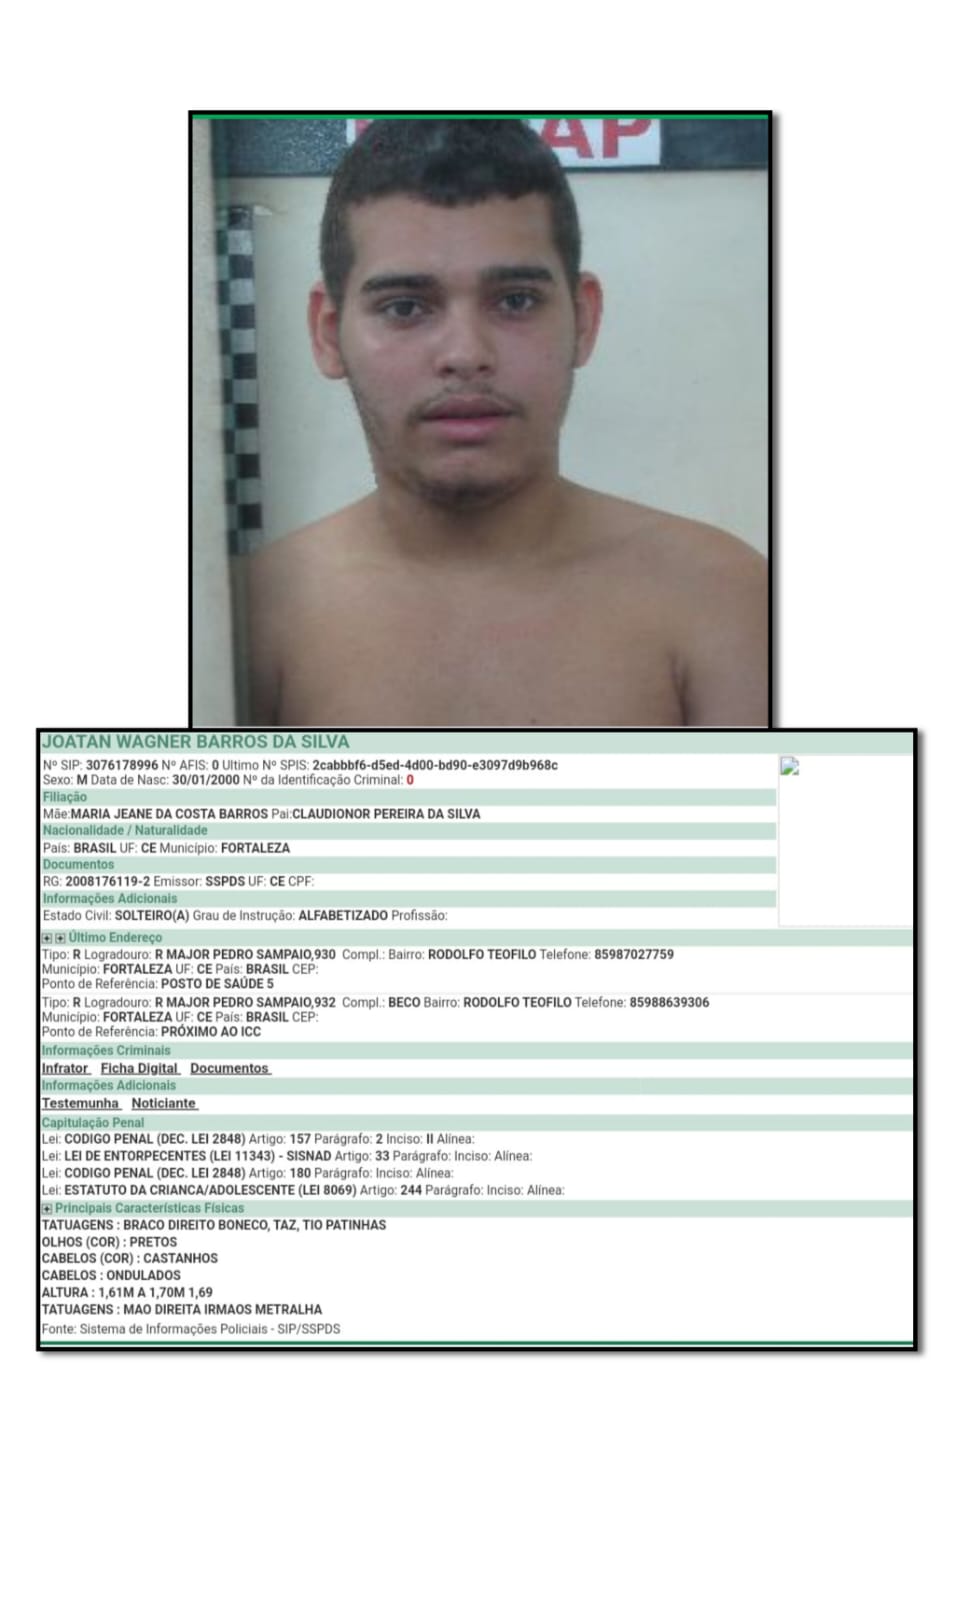 AP
JOATAN WAGNER BARROS DA SILVA
Nº SIP: 3076178996 Nº AFIS: 0 Ultimo Nº SPIS: 2cabbbf6-d5ed-4d00-bd90-e3097d9b968c
Sexo: M Data de Nasc: 30/01/2000 Nº da Identificação Criminal: 0
Filiação
Mãe:MARIA JEANE DA COSTA BARROS Pai:CLAUDIONOR PEREIRA DA SILVA
Nacionalidade / Naturalidade
País: BRASIL UF: CE Município: FORTALEZA
Documentos
RG: 2008176119-2 Emissor: SSPDS UF: CE CPF:
Informações Adicionais
Estado Civil: SOLTEIRO(A) Grau de Instrução: ALFABETIZADO Profissão:
Último Endereço
Tipo: R Logradouro: R MAJOR PEDRO SAMPAIO,930 Compl.: Bairro: RODOLFO TEOFILO Telefone: 85987027759
Município: FORTALEZA UF: CE País: BRASIL CEP:
Ponto de Referência: POSTO DE SAÚDE 5
Tipo: R Logradouro: R MAJOR PEDRO SAMPAIO,932 Compl.: BECO Bairro: RODOLFO TEOFILO Telefone: 85988639306
Município: FORTALEZA UF: CE País: BRASIL CEP:
Ponto de Referência: PRÓXIMO AO ICC
Informações Criminais
Infrator Ficha Digital Documentos
Informações Adicionais
Testemunha Noticiante
Capitulação Penal
Lei: CODIGO PENAL (DEC. LEI 2848) Artigo: 157 Parágrafo: 2 Inciso: II Alínea:
Lei: LEI DE ENTORPECENTES (LEI 11343) - SISNAD Artigo: 33 Parágrafo: Inciso: Alínea:
Lei: CODIGO PENAL (DEC. LEI 2848) Artigo: 180 Parágrafo: Inciso: Alínea:
Lei: ESTATUTO DA CRIANCA/ADOLESCENTE (LEI 8069) Artigo: 244 Parágrafo: Inciso: Alínea:
Principais Características Físicas
TATUAGENS : BRACO DIREITO BONECO, TAZ, TIO PATINHAS
OLHOS (COR) : PRETOS
CABELOS (COR) : CASTANHOS
CABELOS : ONDULADOS
ALTURA : 1,61M A 1,70M 1,69
TATUAGENS : MAO DIREITA IRMAOS METRALHA
Fonte: Sistema de Informações Policiais - SIP/SSPDS